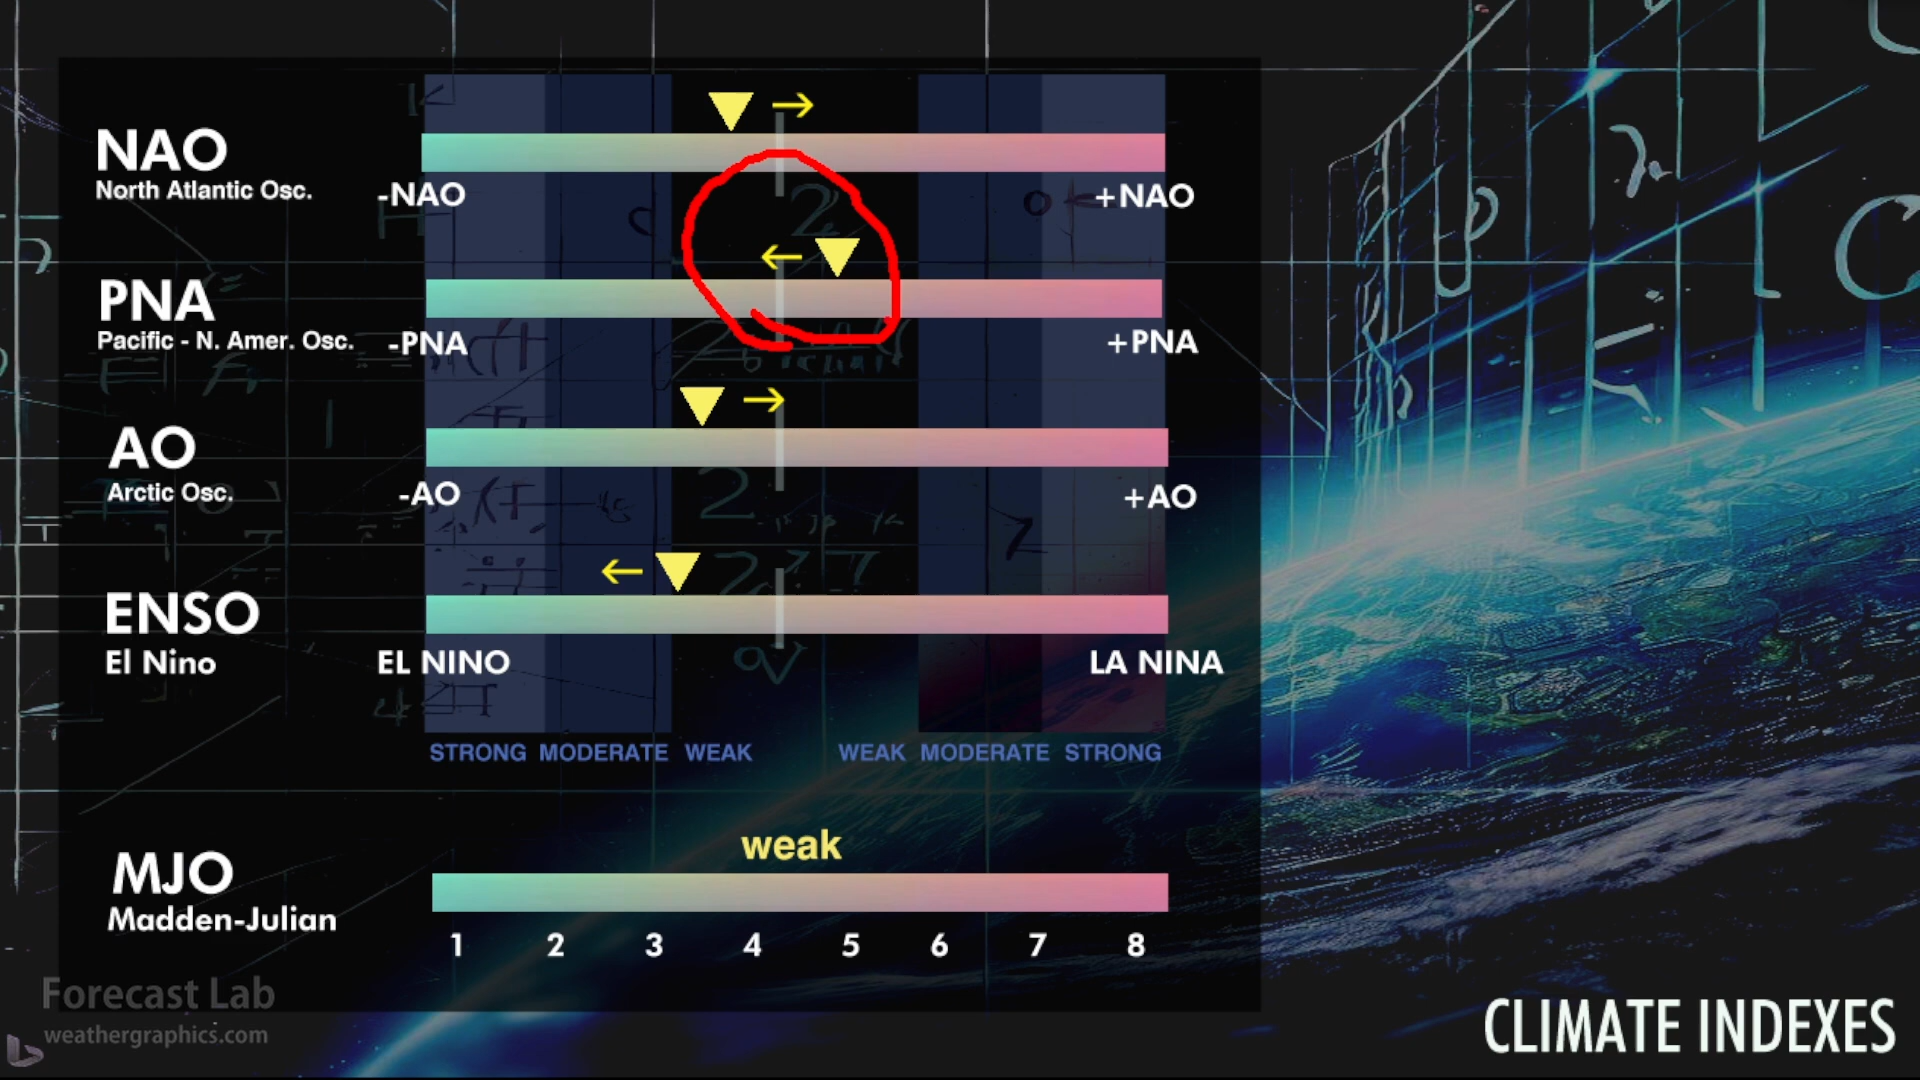 NAO
North Atlantic Osc.
-NAO
+NAO
PNA
Pacific - N. Amer. Osc.
-PNA
+PNA
AO
Arctic Osc.
-AO
+AO
ENSO
El Nino
EL NINO
LA NINA
STRONG MODERATE WEAK WEAK MODERATE STRONG
weak
MJO
Madden-Julian
1 2 3 4 5 6 7 8
Forecast Lab
weathergraphics.com
CLIMATE INDEXES